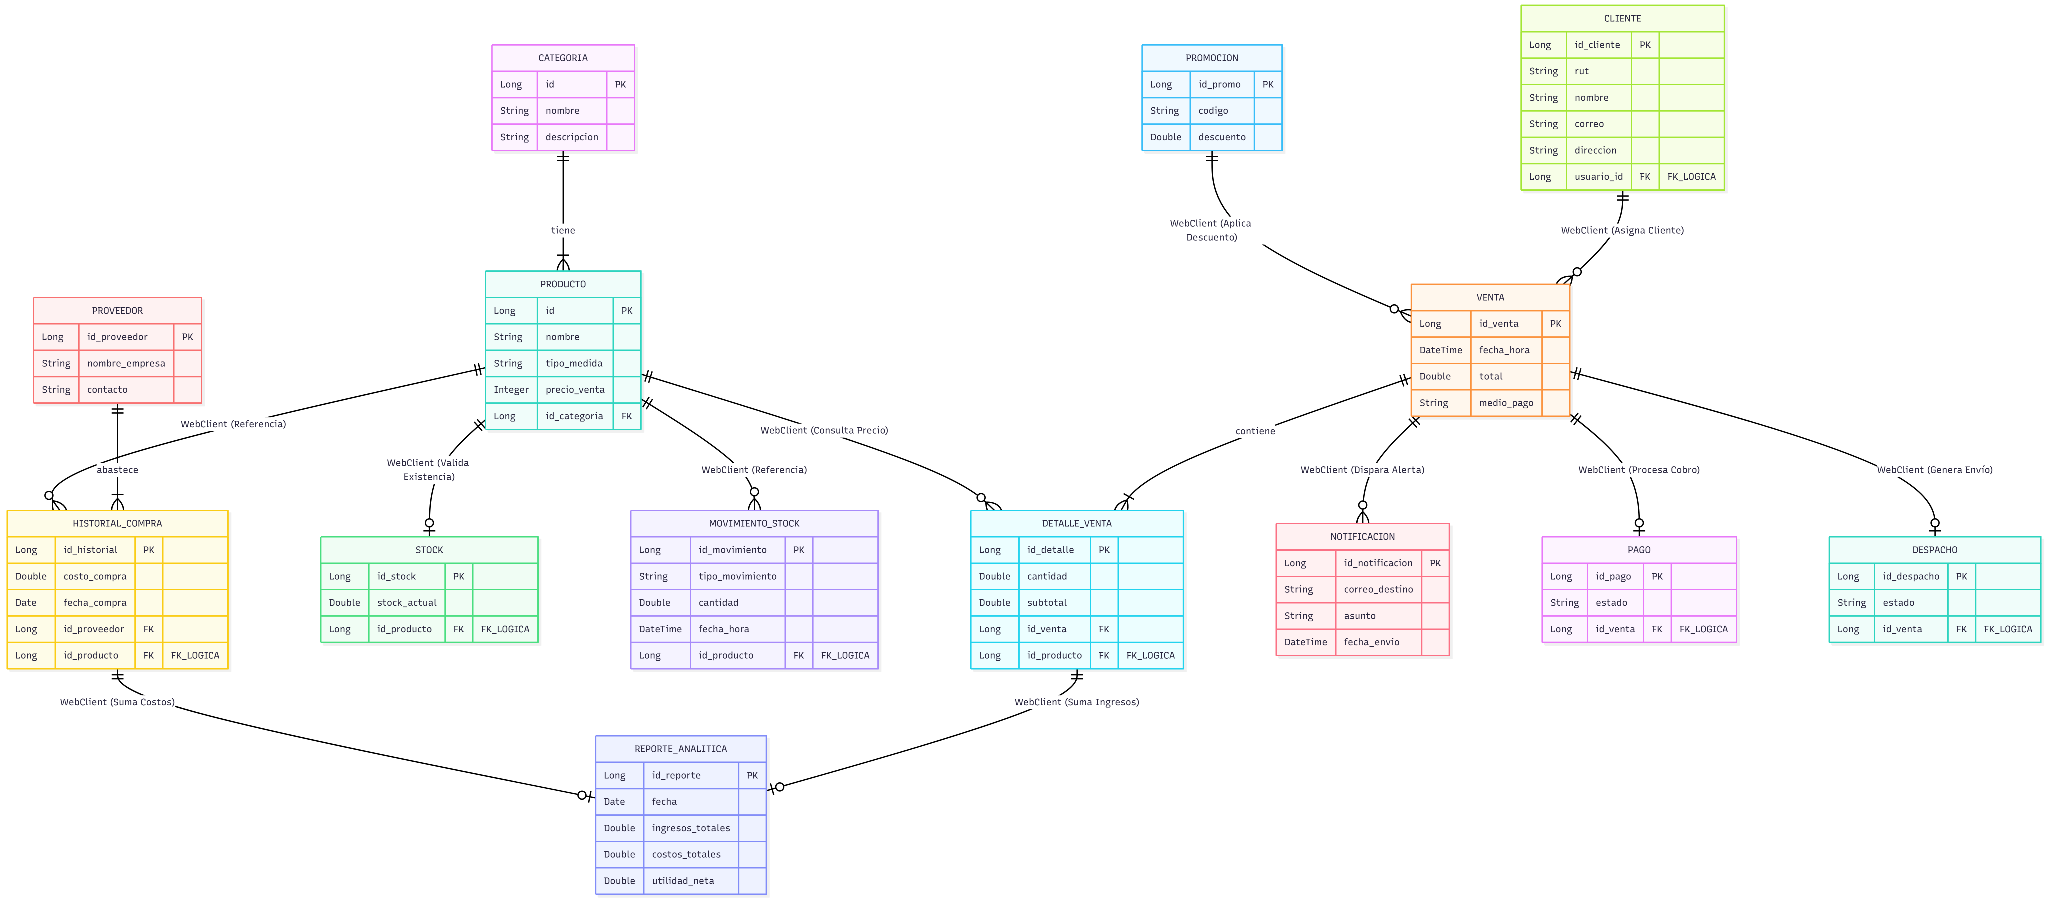 CLIENTE
Long id_cliente PK
String rut
String nombre
String correo
String direccion
Long usuario_id FK FK_LOGICA
CATEGORIA
Long id PK
String nombre
String descripcion
PROMOCION
Long id_promo PK
String codigo
Double descuento
tiene
WebClient (Aplica
Descuento)
WebClient (Asigna Cliente)
PROVEEDOR
Long id_proveedor PK
String nombre_empresa
String contacto
PRODUCTO
Long id PK
String nombre
String tipo_medida
Integer precio_venta
Long id_categoria FK
VENTA
Long id_venta PK
DateTime fecha_hora
Double total
String medio_pago
WebClient (Referencia)
abastece
WebClient (Valida
Existencia)
WebClient (Referencia)
WebClient (Consulta Precio)
contiene
WebClient (Dispara Alerta)
WebClient (Procesa Cobro)
WebClient (Genera Envío)
HISTORIAL_COMPRA
Long id_historial PK
Double costo_compra
Date fecha_compra
Long id_proveedor FK
Long id_producto FK FK_LOGICA
STOCK
Long id_stock PK
Double stock_actual
Long id_producto FK FK_LOGICA
MOVIMIENTO_STOCK
Long id_movimiento PK
String tipo_movimiento
Double cantidad
DateTime fecha_hora
Long id_producto FK FK_LOGICA
DETALLE_VENTA
Long id_detalle PK
Double cantidad
Double subtotal
Long id_venta FK
Long id_producto FK FK_LOGICA
NOTIFICACION
Long id_notificacion PK
String correo_destino
String asunto
DateTime fecha_envio
PAGO
Long id_pago PK
String estado
Long id_venta FK FK_LOGICA
DESPACHO
Long id_despacho PK
String estado
Long id_venta FK FK_LOGICA
WebClient (Suma Costos)
WebClient (Suma Ingresos)
REPORTE_ANALITICA
Long id_reporte PK
Date fecha
Double ingresos_totales
Double costos_totales
Double utilidad_neta